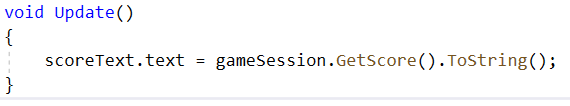 void Update()
{
    scoreText.text = gameSession.GetScore().ToString();
}